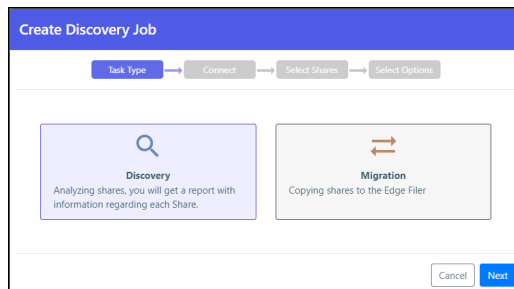 Create Discovery Job
Task Type
Connect
Select Shares
Select Options
Discovery
Analyzing shares, you will get a report with
information regarding each Share.
Migration
Copying shares to the Edge Filer
Cancel
Next